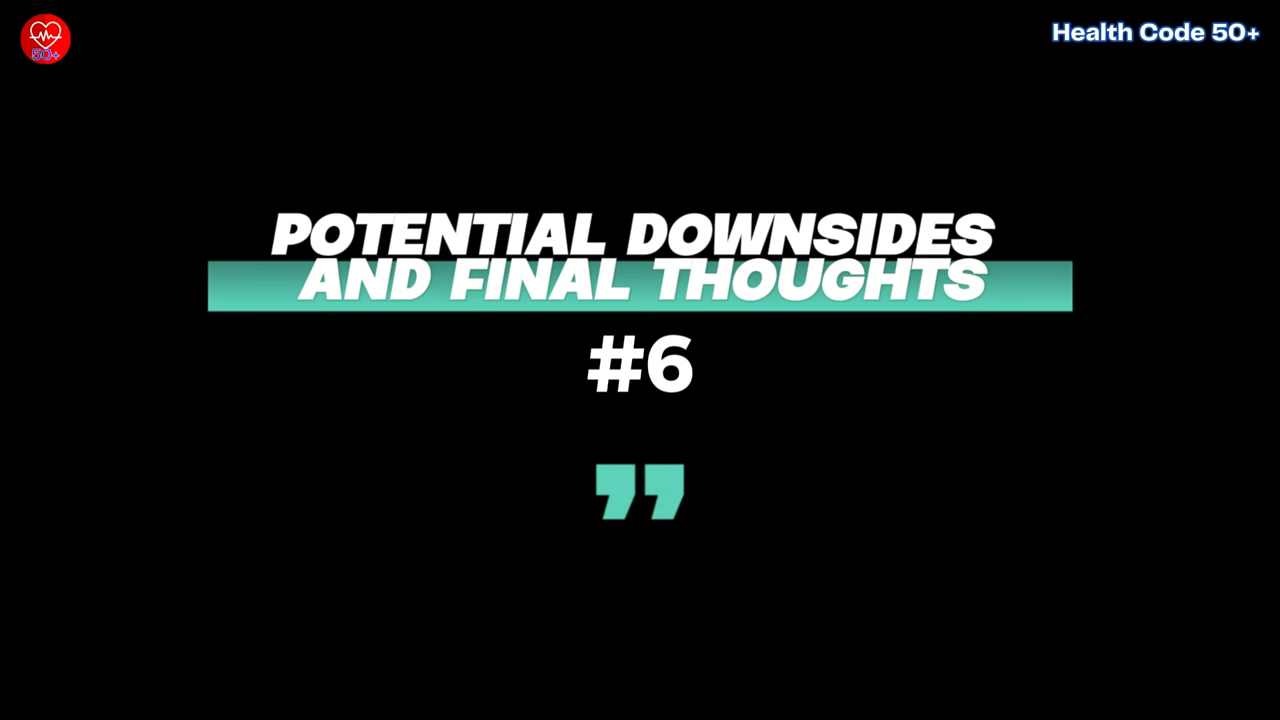 50+
Health Code 50+
POTENTIAL DOWNSIDES
AND FINAL THOUGHTS
#6
”